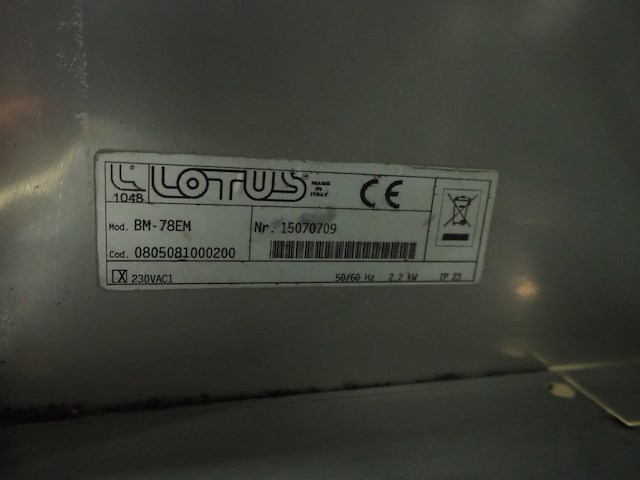 LOTUS
MADE
IN
ITALY
CE
1048
Mod. BM-78EM
Nr. 15070709
Cod. 0805081000200
X 230VAC1 50/60 Hz 2.2 kW IP 23